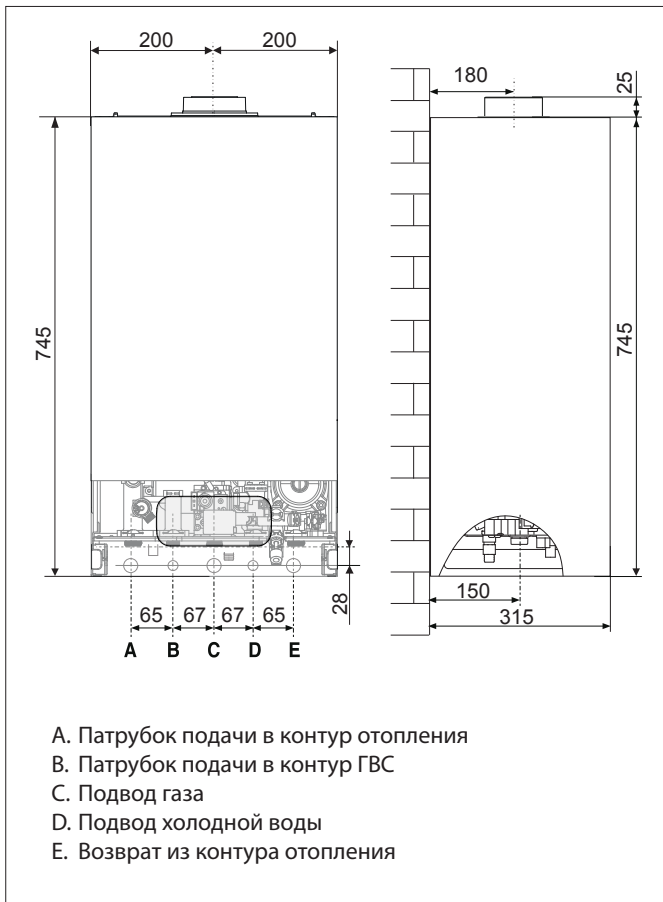 200 200
180
25
745
745
28
150
315
65 67 67 65
A B C D E
A. Патрубок подачи в контур отопления
B. Патрубок подачи в контур ГВС
C. Подвод газа
D. Подвод холодной воды
E. Возврат из контура отопления